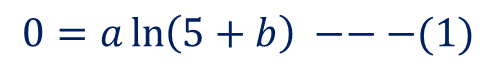 0 = a ln(5 + b) −− −(1)